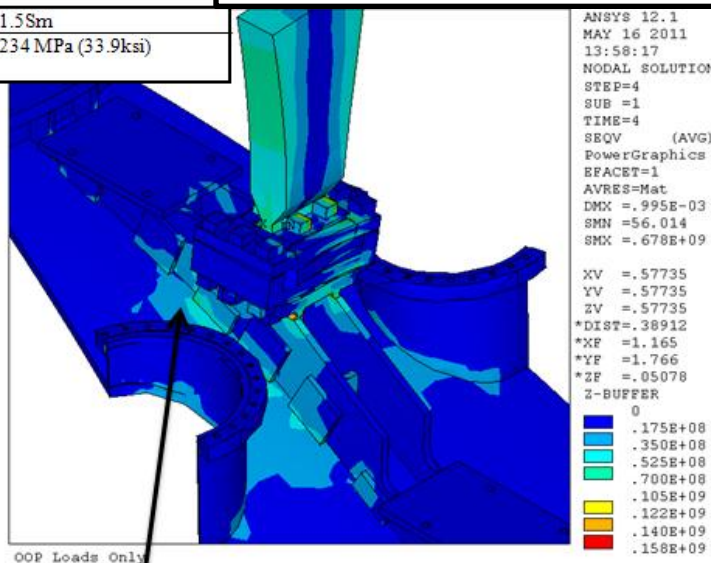 1.5Sm
234 MPa (33.9ksi)
ANSYS 12.1
MAY 16 2011
13:58:17
NODAL SOLUTION
STEP=4
SUB =1
TIME=4
SEQV (AVG)
PowerGraphics
EFACET=1
AVRES=Mat
DMX =.995E-03
SMN =56.014
SMX =.678E+09
XV =.57735
YV =.57735
ZV =.57735
*DIST=.38912
*XF =1.165
*YF =1.766
*ZF =.05078
Z-BUFFER
0
.175E+08
.350E+08
.525E+08
.700E+08
.105E+09
.122E+09
.140E+09
.158E+09
OOP Loads Only